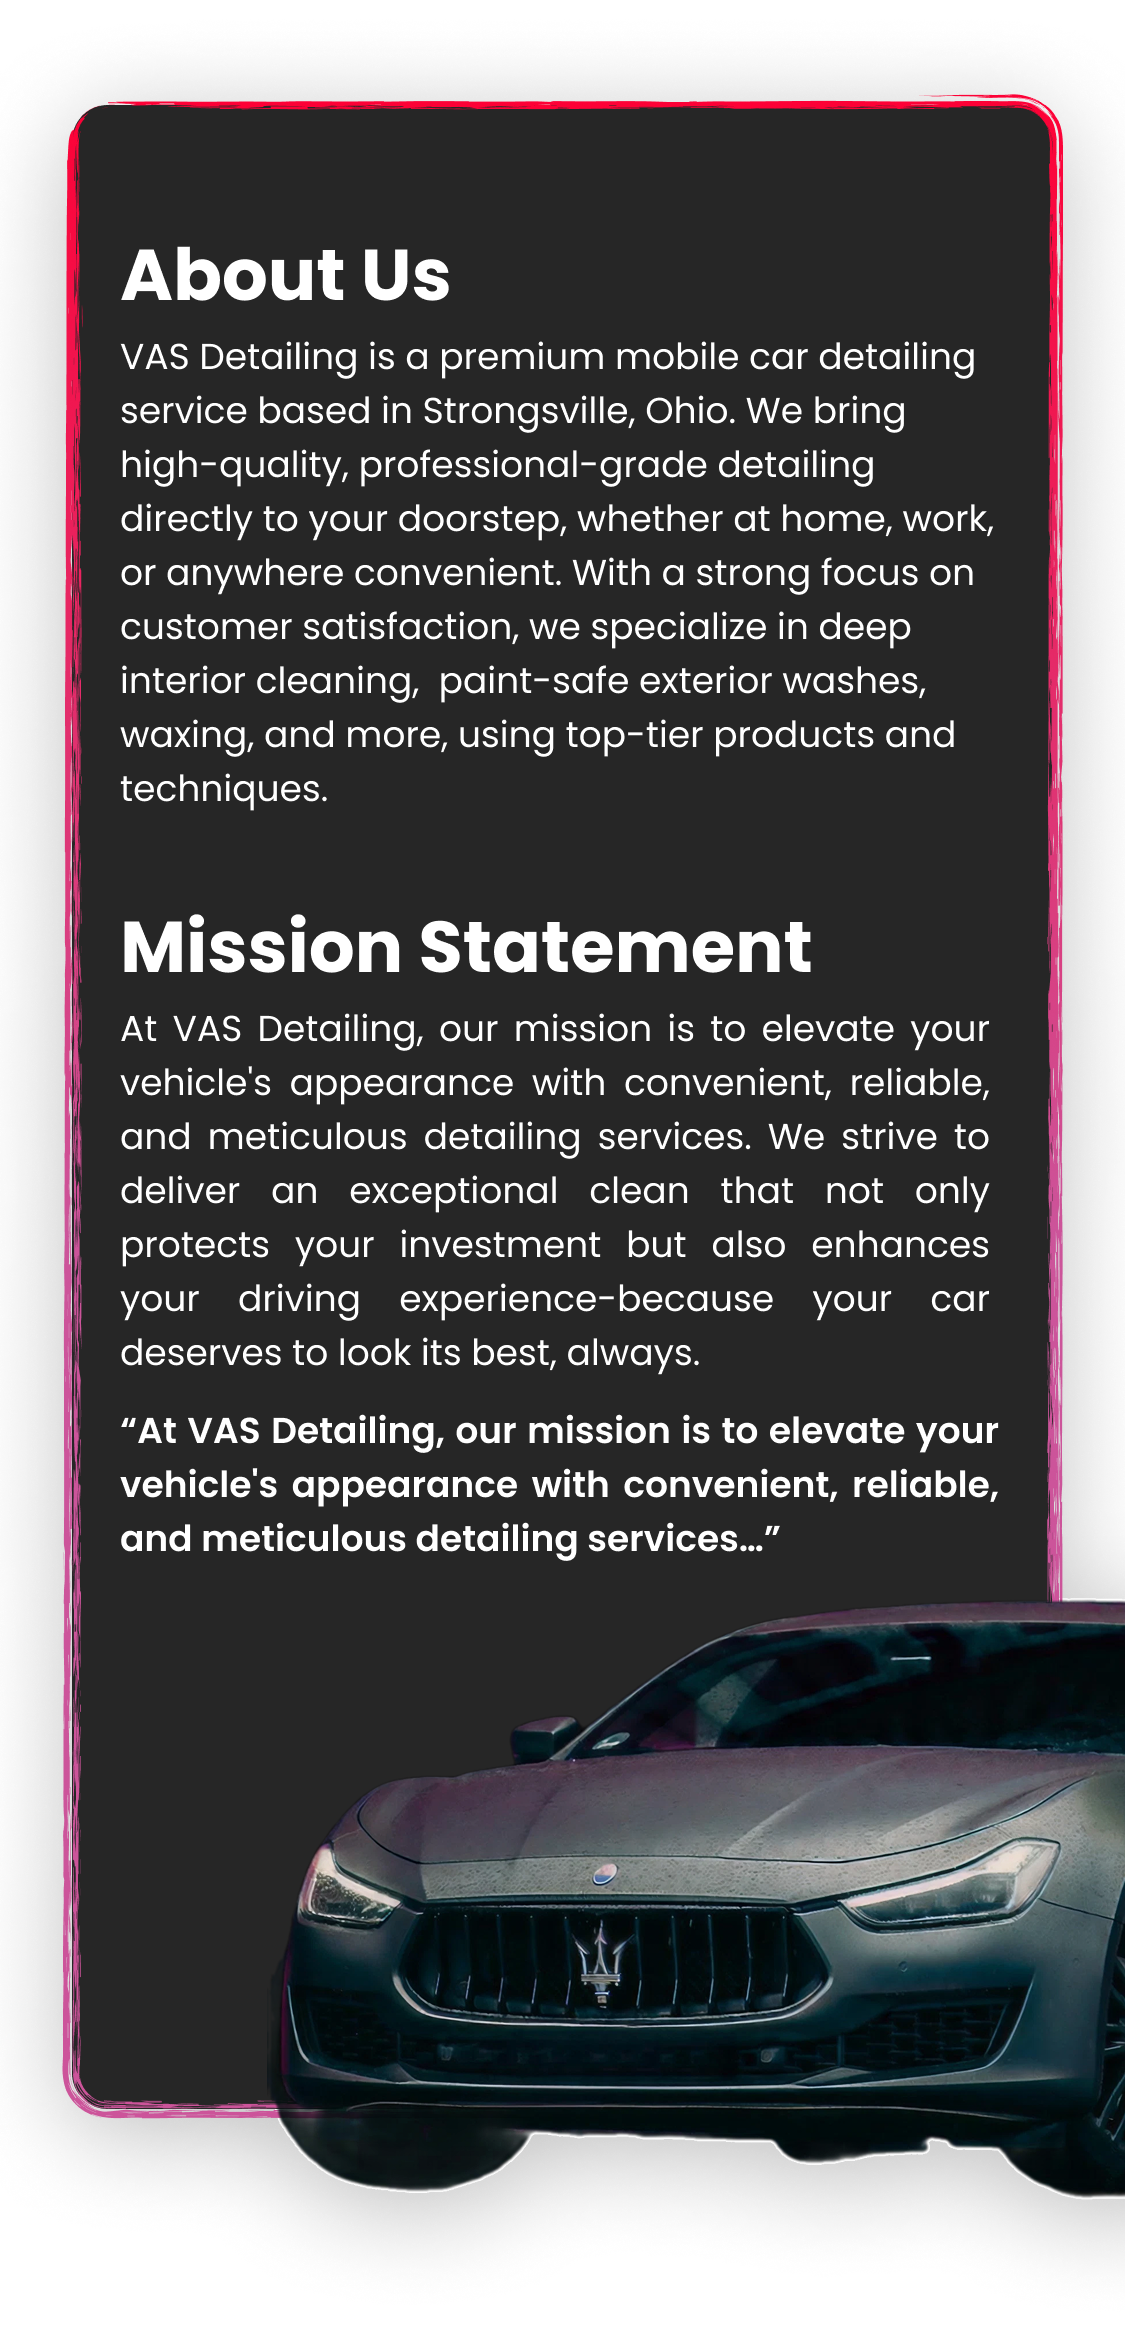 About Us
VAS Detailing is a premium mobile car detailing
service based in Strongsville, Ohio. We bring
high-quality, professional-grade detailing
directly to your doorstep, whether at home, work,
or anywhere convenient. With a strong focus on
customer satisfaction, we specialize in deep
interior cleaning,  paint-safe exterior washes,
waxing, and more, using top-tier products and
techniques.
Mission Statement
At VAS Detailing, our mission is to elevate your
vehicle's appearance with convenient, reliable,
and meticulous detailing services. We strive to
deliver an exceptional clean that not only
protects your investment but also enhances
your driving experience-because your car
deserves to look its best, always.
“At VAS Detailing, our mission is to elevate your
vehicle's appearance with convenient, reliable,
and meticulous detailing services...”